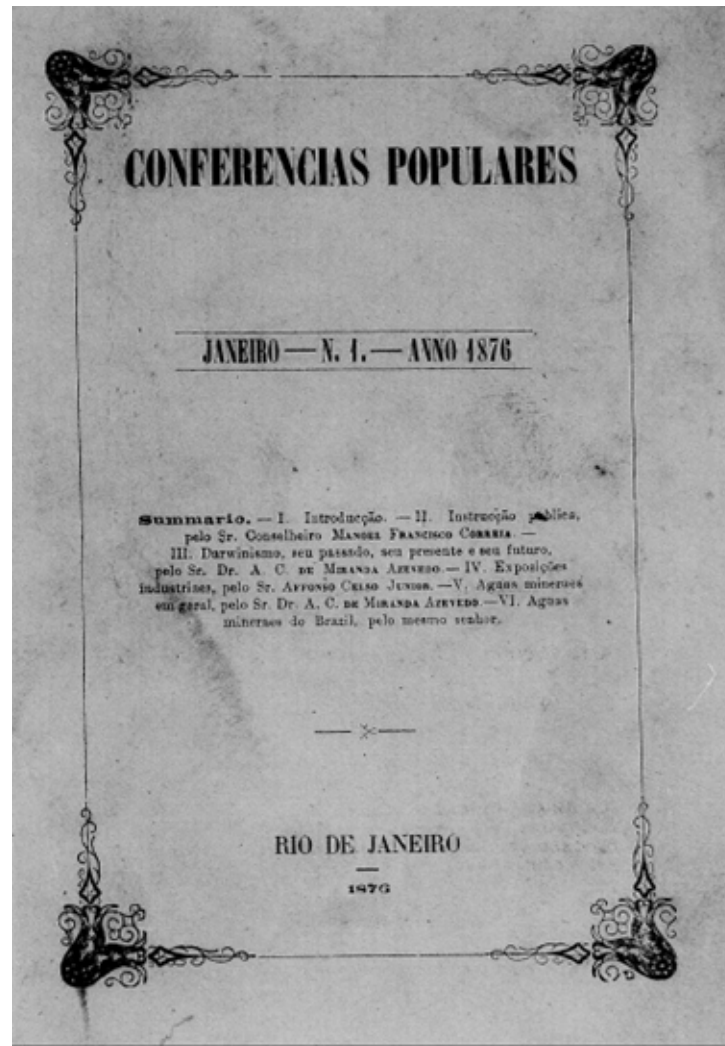 CONFERENCIAS POPULARES
JANEIRO — N. 1. — ANNO 1876
Summario. — I. Introducção. — II. Instrucção publica,
pelo Sr. Conselheiro MANOEL FRANCISCO CORREIA. —
III. Darwinismo, seu passado, seu presente e seu futuro,
pelo Sr. Dr. A. C. DE MIRANDA AZEVEDO. — IV. Exposições
industriaes, pelo Sr. AFFONSO CELSO JUNIOR. — V. Aguas mineraes
em geral, pelo Sr. Dr. A. C. DE MIRANDA AZEVEDO. — VI. Aguas
mineraes do Brazil, pelo mesmo senhor.
RIO DE JANEIRO
1876